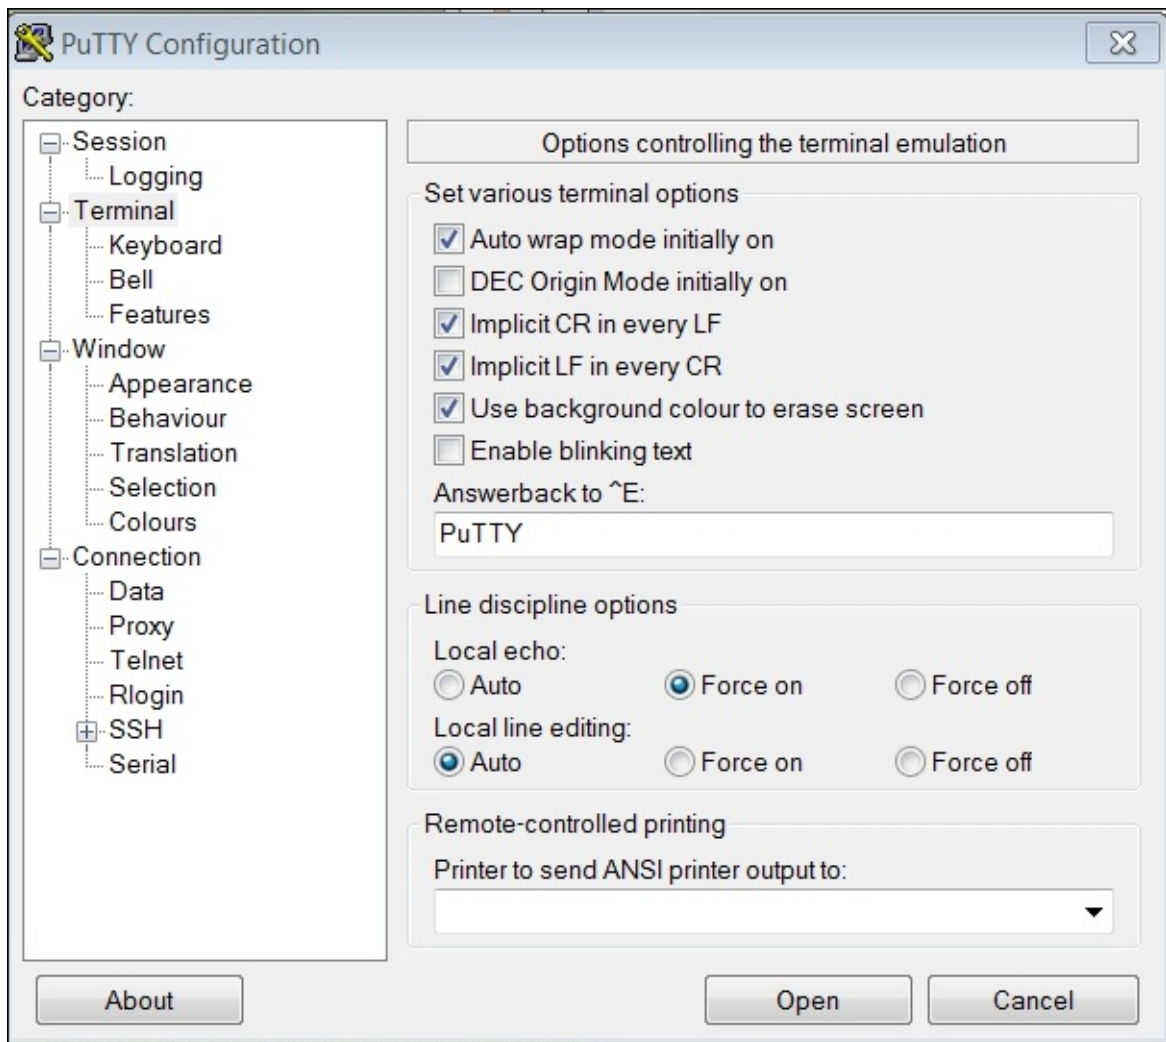 PuTTY Configuration
Category:
Session
Logging
Terminal
Keyboard
Bell
Features
Window
Appearance
Behaviour
Translation
Selection
Colours
Connection
Data
Proxy
Telnet
Rlogin
SSH
Serial
Options controlling the terminal emulation
Set various terminal options
Auto wrap mode initially on
DEC Origin Mode initially on
Implicit CR in every LF
Implicit LF in every CR
Use background colour to erase screen
Enable blinking text
Answerback to ^E:
PuTTY
Line discipline options
Local echo:
Auto Force on Force off
Local line editing:
Auto Force on Force off
Remote-controlled printing
Printer to send ANSI printer output to:
About Open Cancel